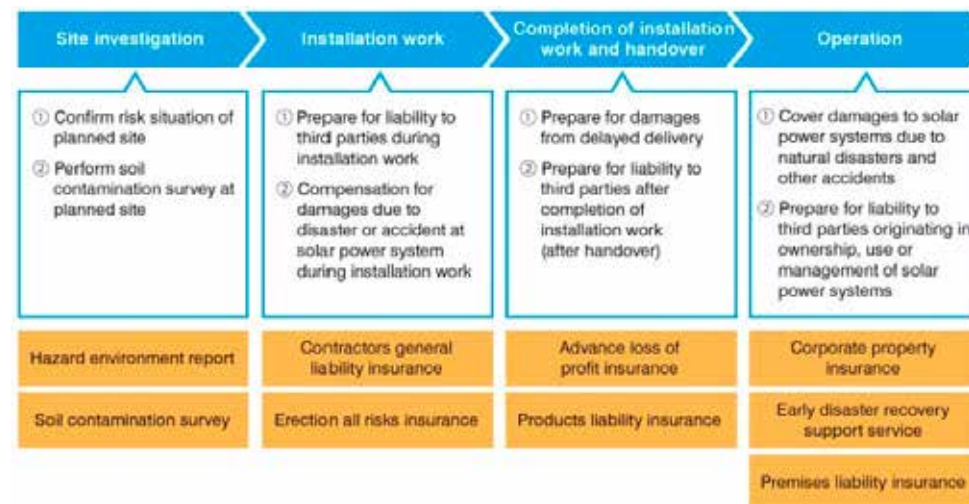 Site investigation
Installation work
Completion of installation
work and handover
Operation
① Confirm risk situation of
planned site
② Perform soil
contamination survey at
planned site
① Prepare for liability to
third parties during
installation work
② Compensation for
damages due to
disaster or accident at
solar power system
during installation work
① Prepare for damages
from delayed delivery
② Prepare for liability to
third parties after
completion of
installation work
(after handover)
① Cover damages to solar
power systems due to
natural disasters and
other accidents
② Prepare for liability to
third parties originating in
ownership, use or
management of solar
power systems
Hazard environment report
Soil contamination survey
Contractors general
liability insurance
Erection all risks insurance
Advance loss of
profit insurance
Products liability insurance
Corporate property
insurance
Early disaster recovery
support service
Premises liability insurance